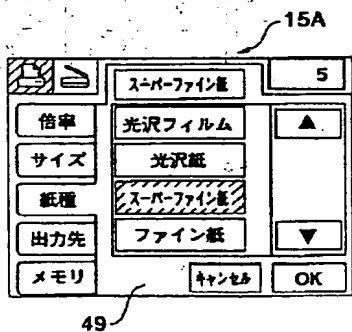 15A
スーパーファイン紙
5
倍率
光沢フィルム
▲
サイズ
光沢紙
紙種
スーパーファイン紙
出力先
ファイン紙
▼
メモリ
キャンセル
OK
49